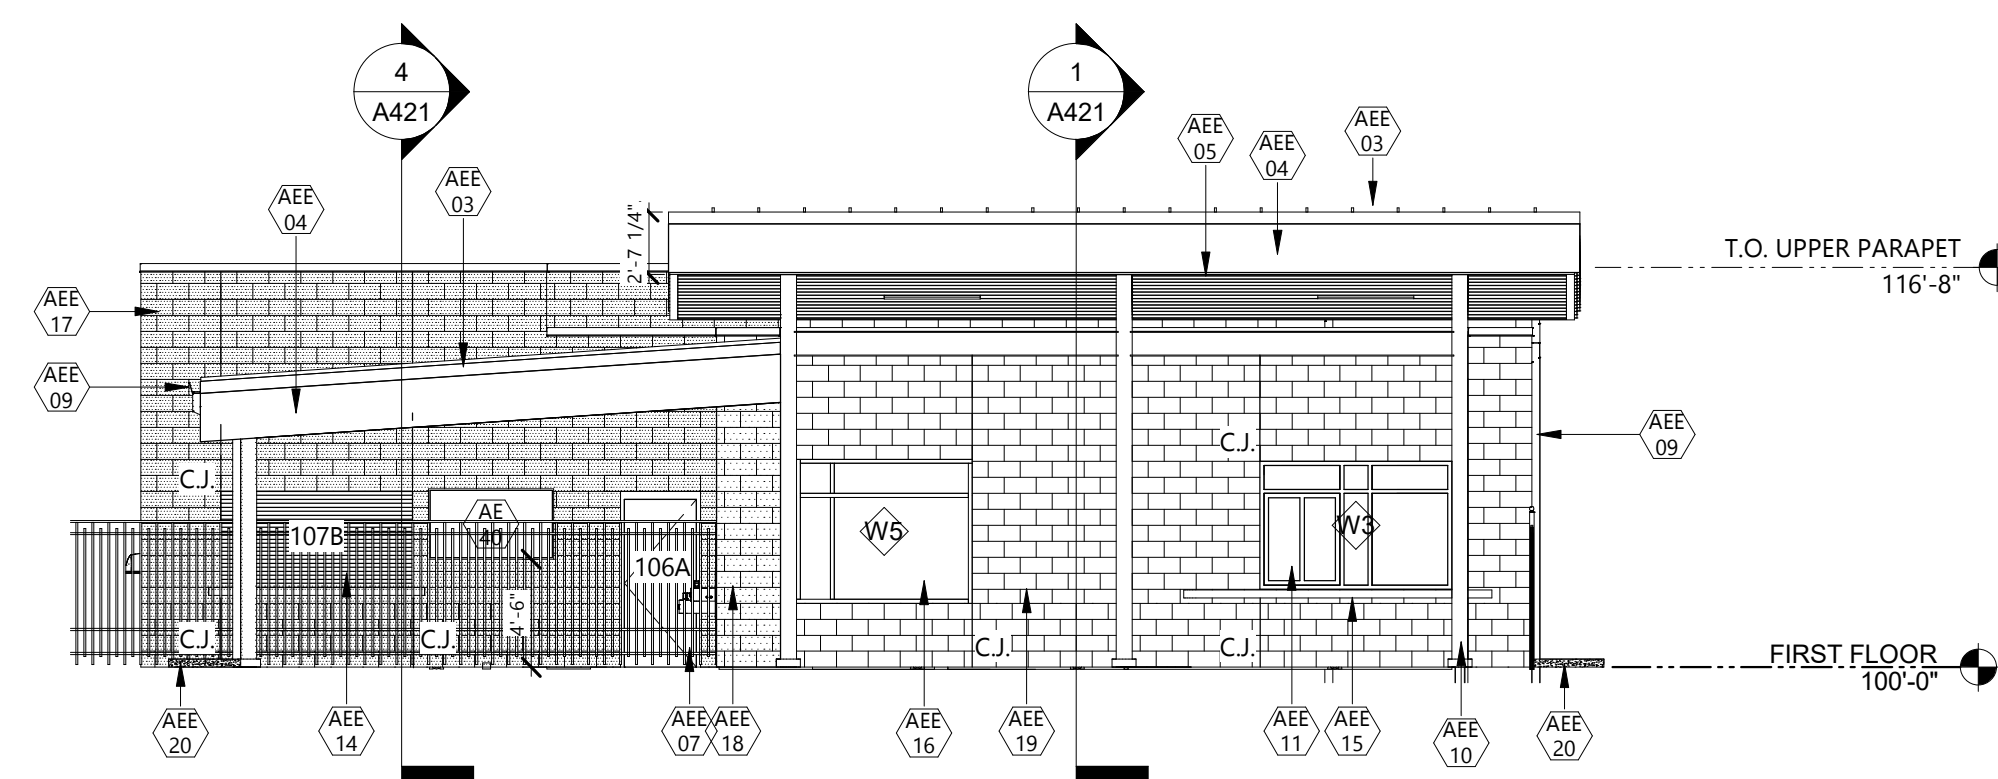 4
A421
1
A421
AEE
03
AEE
05
AEE
04
AEE
03
AEE
04
2'-7 1/4"
T.O. UPPER PARAPET
116'-8"
AEE
17
AEE
09
AEE
09
C.J.
C.J.
107B
AE
40
W5
W3
106A
4'-6"
C.J.
C.J.
C.J.
C.J.
FIRST FLOOR
100'-0"
AEE
20
AEE
14
AEE
07
AEE
18
AEE
16
AEE
19
AEE
11
AEE
15
AEE
10
AEE
20